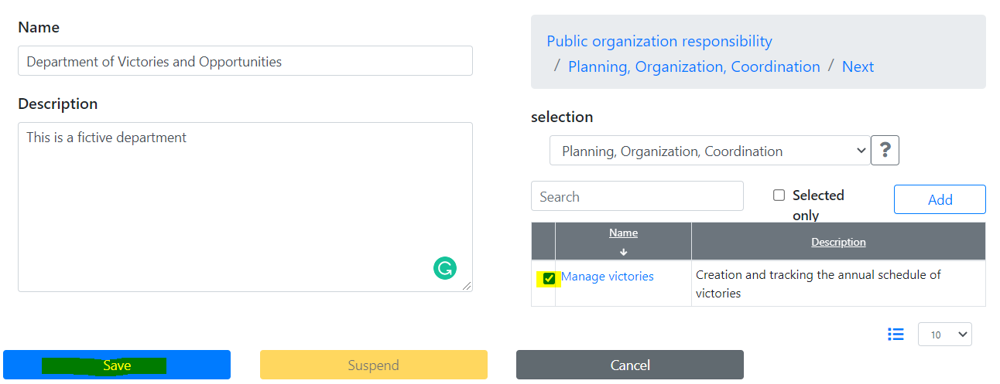 Name
Department of Victories and Opportunities
Description
This is a fictive department
Public organization responsibility
/ Planning, Organization, Coordination / Next
selection
Planning, Organization, Coordination ?
Search
Selected
only
Add
Name
Description
Manage victories
Creation and tracking the annual schedule of
victories
10
Save
Suspend
Cancel